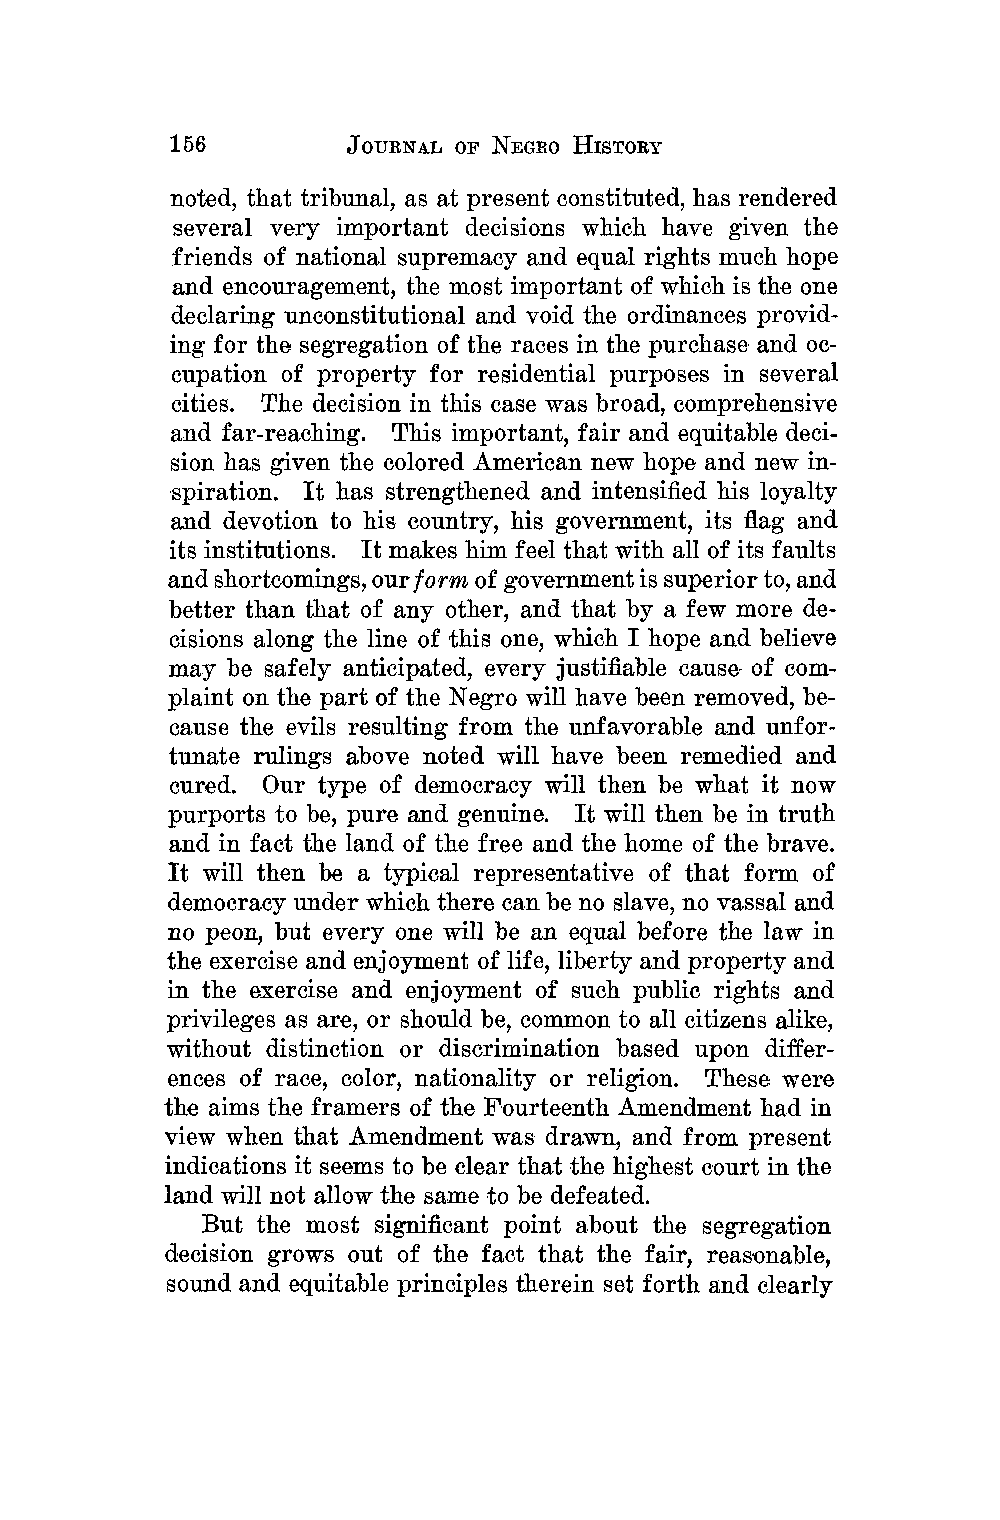 156 JOURNAL OF NEGRO HISTORY
noted, that tribunal, as at present constituted, has rendered
several very important decisions which have given the
friends of national supremacy and equal rights much hope
and encouragement, the most important of which is the one
declaring unconstitutional and void the ordinances provid-
ing for the segregation of the races in the purchase and oc-
cupation of property for residential purposes in several
cities. The decision in this case was broad, comprehensive
and far-reaching. This important, fair and equitable deci-
sion has given the colored American new hope and new in-
spiration. It has strengthened and intensified his loyalty
and devotion to his country, his government, its flag and
its institutions. It makes him feel that with all of its faults
and shortcomings, our form of government is superior to, and
better than that of any other, and that by a few more de-
cisions along the line of this one, which I hope and believe
may be safely anticipated, every justifiable cause of com-
plaint on the part of the Negro will have been removed, be-
cause the evils resulting from the unfavorable and unfor-
tunate rulings above noted will have been remedied and
cured. Our type of democracy will then be what it now
purports to be, pure and genuine. It will then be in truth
and in fact the land of the free and the home of the brave.
It will then be a typical representative of that form of
democracy under which there can be no slave, no vassal and
no peon, but every one will be an equal before the law in
the exercise and enjoyment of life, liberty and property and
in the exercise and enjoyment of such public rights and
privileges as are, or should be, common to all citizens alike,
without distinction or discrimination based upon differ-
ences of race, color, nationality or religion. These were
the aims the framers of the Fourteenth Amendment had in
view when that Amendment was drawn, and from present
indications it seems to be clear that the highest court in the
land will not allow the same to be defeated.
But the most significant point about the segregation
decision grows out of the fact that the fair, reasonable,
sound and equitable principles therein set forth and clearly